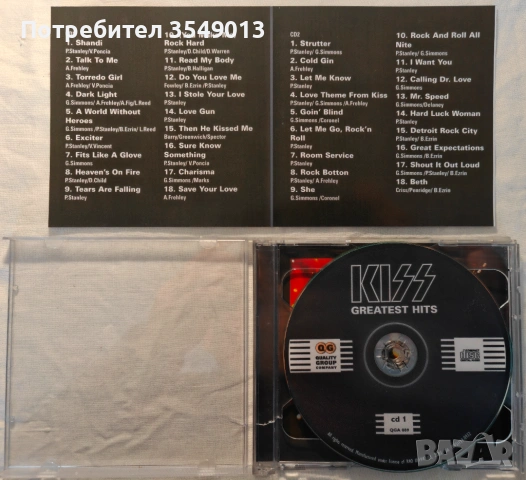 Потребител 3549013
1. Shandi
P.Stanley/V.Poncia
2. Talk To Me
A.Frehley
3. Torredo Girl
A.Frehley/ V.Poncia
4. Dark Light
G.Simmons/ A.Frehley/A.Fig/L.Reed
5. A World Without
Heroes
G.Simmons /P.Stanley/B.Ezrin/ L.Reed
6. Exciter
P.Stanley/V.Vincent
7. Fits Like A Glove
G.Simmons
8. Heaven's On Fire
P.Stanley/D.Child
9. Tears Are Falling
P.Stanley
Rock Hard
P.Stanley/D.Child/D.Warren
11. Read My Body
P.Stanley/B.Halligan
12. Do You Love Me
Fowley/ B.Ezrin /P.Stanley
13. I Stole Your Love
P.Stanley
14. Love Gun
P.Stanley
15. Then He Kissed Me
Barry/Greenwich/Spector
16. Sure Know
Something
P.Stanley/ V.Poncia
17. Charisma
G.Simmons /Marks
18. Save Your Love
A.Frehley
CD2
1. Strutter
P.Stanley/ G.Simmons
2. Cold Gin
A.Frehley
3. Let Me Know
P.Stanley
4. Love Theme From Kiss
P.Stanley/ G.Simmons /A.Frehley
5. Goin' Blind
G.Simmons /Coronel
6. Let Me Go, Rock'n
Roll
P.Stanley/ G.Simmons
7. Room Service
P.Stanley
8. Rock Botton
P.Stanley/ A.Frehley
9. She
G.Simmons /Coronel
10. Rock And Roll All
Nite
P.Stanley/ G.Simmons
11. I Want You
P.Stanley
12. Calling Dr. Love
G.Simmons
13. Mr. Speed
G.Simmons/Delaney
14. Hard Luck Woman
P.Stanley
15. Detroit Rock City
P.Stanley/ B.Ezrin
16. Great Expectations
G.Simmons /B.Ezrin
17. Shout It Out Loud
G.Simmons /P.Stanley/ B.Ezrin
18. Beth
Criss/Penridge/ B.Ezrin
KISS
GREATEST HITS
QG
QUALITY
GROUP
COMPANY
cd 1
BAZAR